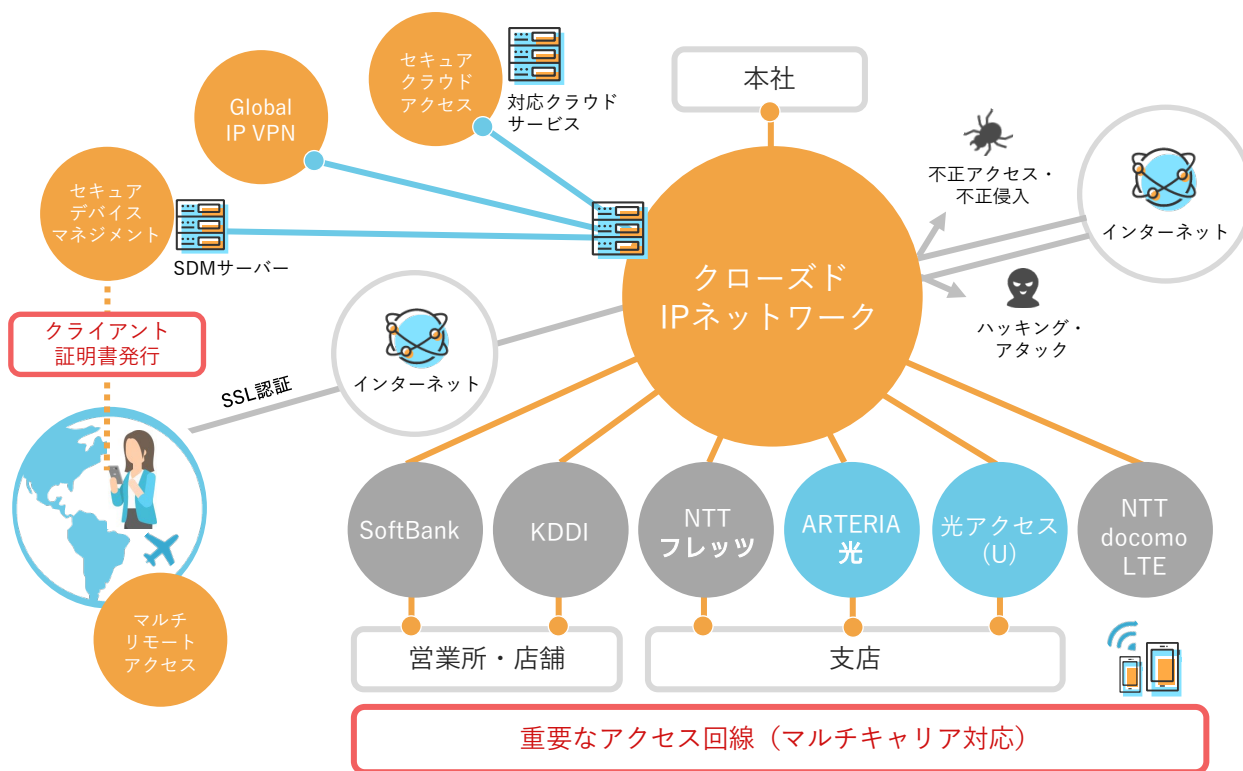 セキュア
クラウド
アクセス
対応クラウド
サービス
本社
Global
IP VPN
不正アクセス・
不正侵入
インターネット
セキュア
デバイス
マネジメント
SDMサーバー
クローズド
IPネットワーク
ハッキング・
アタック
クライアント
証明書発行
インターネット
SSL認証
SoftBank
KDDI
NTT
フレッツ
ARTERIA
光
光アクセス
(U)
NTT
docomo
LTE
マルチ
リモート
アクセス
営業所・店舗
支店
重要なアクセス回線（マルチキャリア対応）